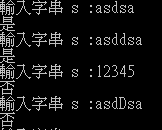 輸入字串 s :asdsa
是
輸入字串 s :asddsa
是
輸入字串 s :12345
否
輸入字串 s :asdDsa
否